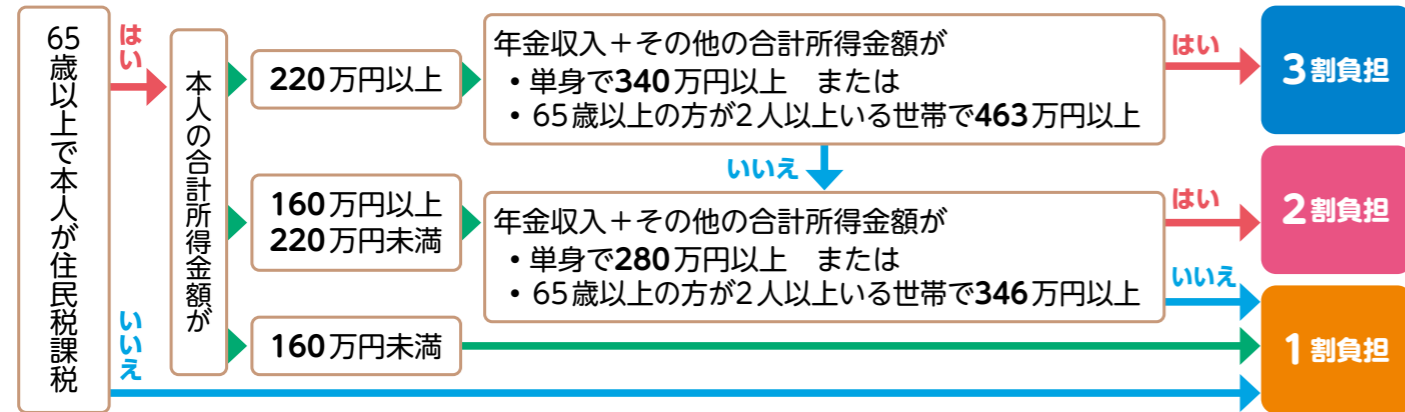 65歳以上で本人が住民税課税
はい
いいえ
本人の合計所得金額が
220万円以上
年金収入＋その他の合計所得金額が
・単身で340万円以上　または
・65歳以上の方が2人以上いる世帯で463万円以上
はい
3割負担
いいえ
160万円以上
220万円未満
年金収入＋その他の合計所得金額が
・単身で280万円以上　または
・65歳以上の方が2人以上いる世帯で346万円以上
はい
2割負担
いいえ
160万円未満
1割負担